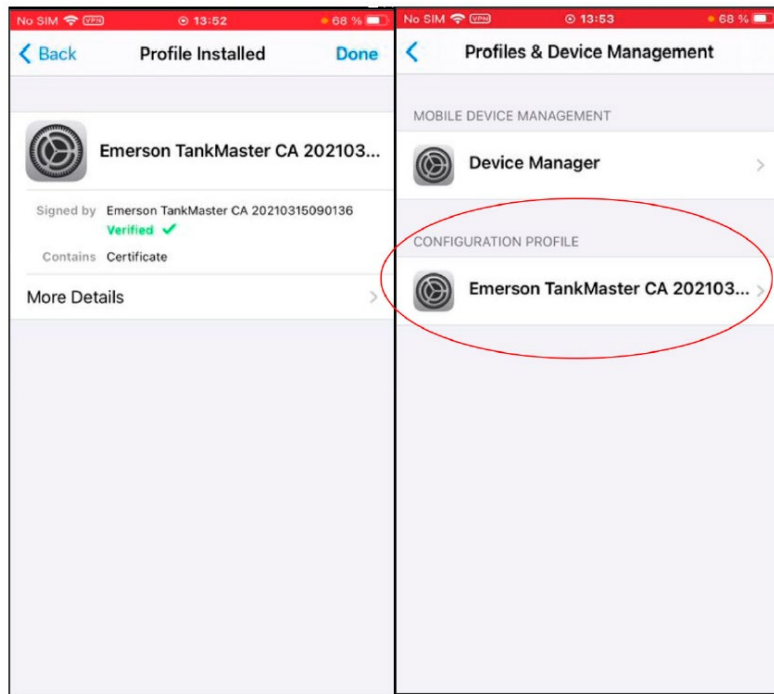 No SIM VPN 13:52 68 %
Back Profile Installed Done
Emerson TankMaster CA 202103...
Signed by Emerson TankMaster CA 20210315090136
Verified
Contains Certificate
More Details
No SIM VPN 13:53 68 %
Profiles & Device Management
MOBILE DEVICE MANAGEMENT
Device Manager
CONFIGURATION PROFILE
Emerson TankMaster CA 202103...